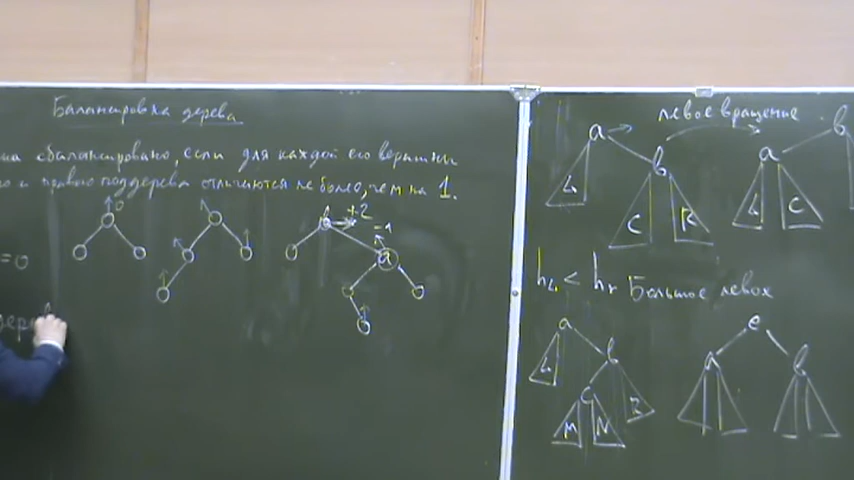 Балансировка дерева
сбалансировано, если для каждой его вершины
и правого поддерева отличаются не более, чем на 1.
=0
0
+2
=1
a
левое вращение
a
b
L
C
R
a
b
L
C
h_L < h_r Большое левое
a
b
L
c
M
N
R
a
b